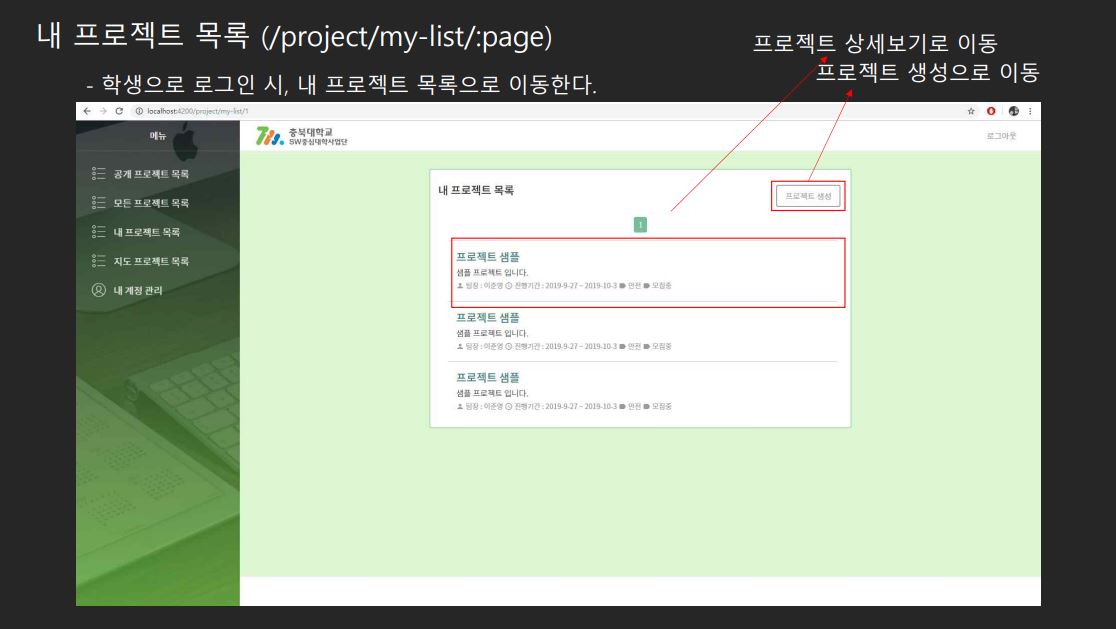 내 프로젝트 목록 (/project/my-list/:page)
프로젝트 상세보기로 이동
프로젝트 생성으로 이동
- 학생으로 로그인 시, 내 프로젝트 목록으로 이동한다.
localhost:4200/project/my-list/1
메뉴
충북대학교
SW중심대학사업단
로그아웃
공개 프로젝트 목록
모든 프로젝트 목록
내 프로젝트 목록
지도 프로젝트 목록
내 계정 관리
내 프로젝트 목록
프로젝트 생성
1
프로젝트 샘플
샘플 프로젝트 입니다.
팀장 : 이준영 진행기간 : 2019-9-27 ~ 2019-10-3 안전 모집중
프로젝트 샘플
샘플 프로젝트 입니다.
팀장 : 이준영 진행기간 : 2019-9-27 ~ 2019-10-3 안전 모집중
프로젝트 샘플
샘플 프로젝트 입니다.
팀장 : 이준영 진행기간 : 2019-9-27 ~ 2019-10-3 안전 모집중